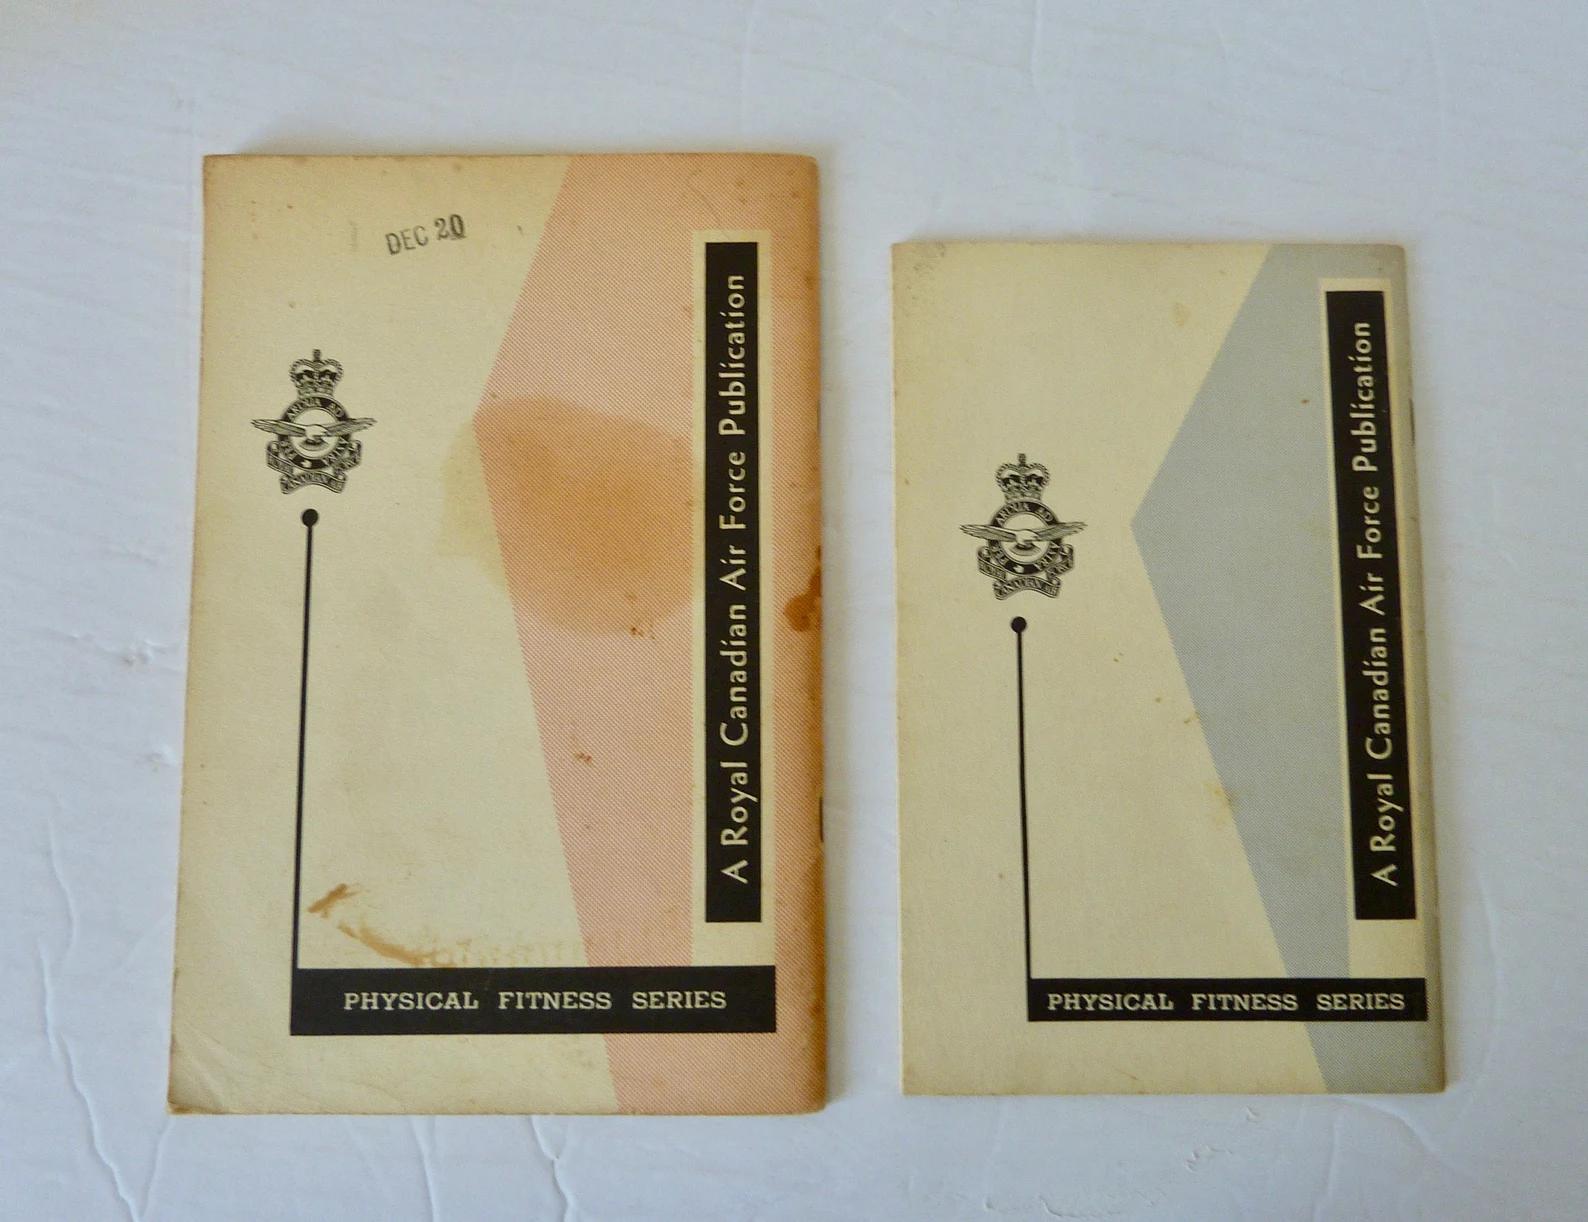 DEC 20
A Royal Canadian Air Force Publication
PHYSICAL FITNESS SERIES
A Royal Canadian Air Force Publication
PHYSICAL FITNESS SERIES